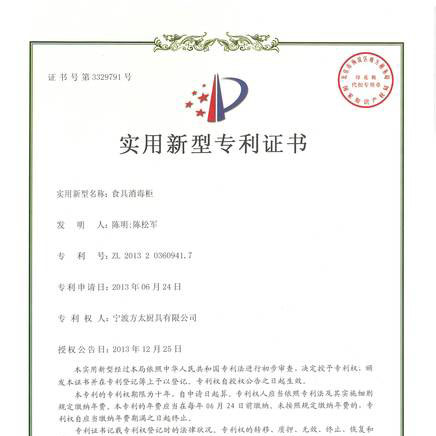 证书号第3329791号
实用新型专利证书
实用新型名称：食具消毒柜
发 明 人：陈明;陈松军
专 利 号：ZL 2013 2 0360941.7
专利申请日：2013年06月24日
专 利 权 人：宁波方太厨具有限公司
授权公告日：2013年12月25日
本实用新型经过本局依照中华人民共和国专利法进行初步审查，决定授予专利权，颁
发本证书并在专利登记簿上予以登记。专利权自授权公告之日起生效。
本专利的专利权期限为十年，自申请日起算。专利权人应当依照专利法及其实施细则
规定缴纳年费。本专利的年费应当在每年06月24日前缴纳。未按照规定缴纳年费的，专
利权自应当缴纳年费期满之日起终止。
专利证书记载专利权登记时的法律状况。专利权的转移、质押、无效、终止、恢复和